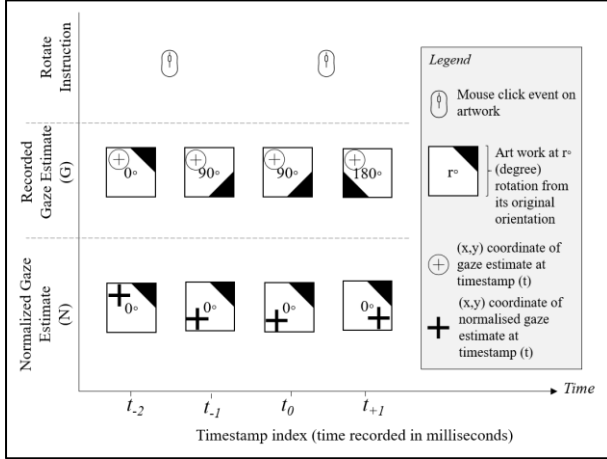 Rotate
Instruction
Recorded
Gaze Estimate
(G)
0°
90°
90°
180°
Normalized Gaze
Estimate
(N)
0°
0°
0°
0°
t-2
t-1
t0
t+1
Time
Timestamp index (time recorded in milliseconds)
Legend
Mouse click event on
artwork
r°
Art work at r°
(degree)
rotation from
its original
orientation
(x,y) coordinate of
gaze estimate at
timestamp (t)
(x,y) coordinate of
normalised gaze
estimate at
timestamp (t)